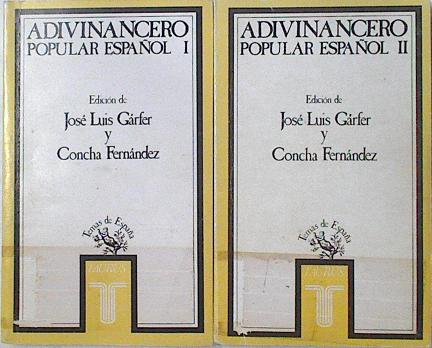 ADIVINANCERO
POPULAR ESPAÑOL I
Edición de
José Luis Gárfer
y
Concha Fernández
Temas de España
TAURUS
ADIVINANCERO
POPULAR ESPAÑOL II
Edición de
José Luis Gárfer
y
Concha Fernández
Temas de España
TAURUS